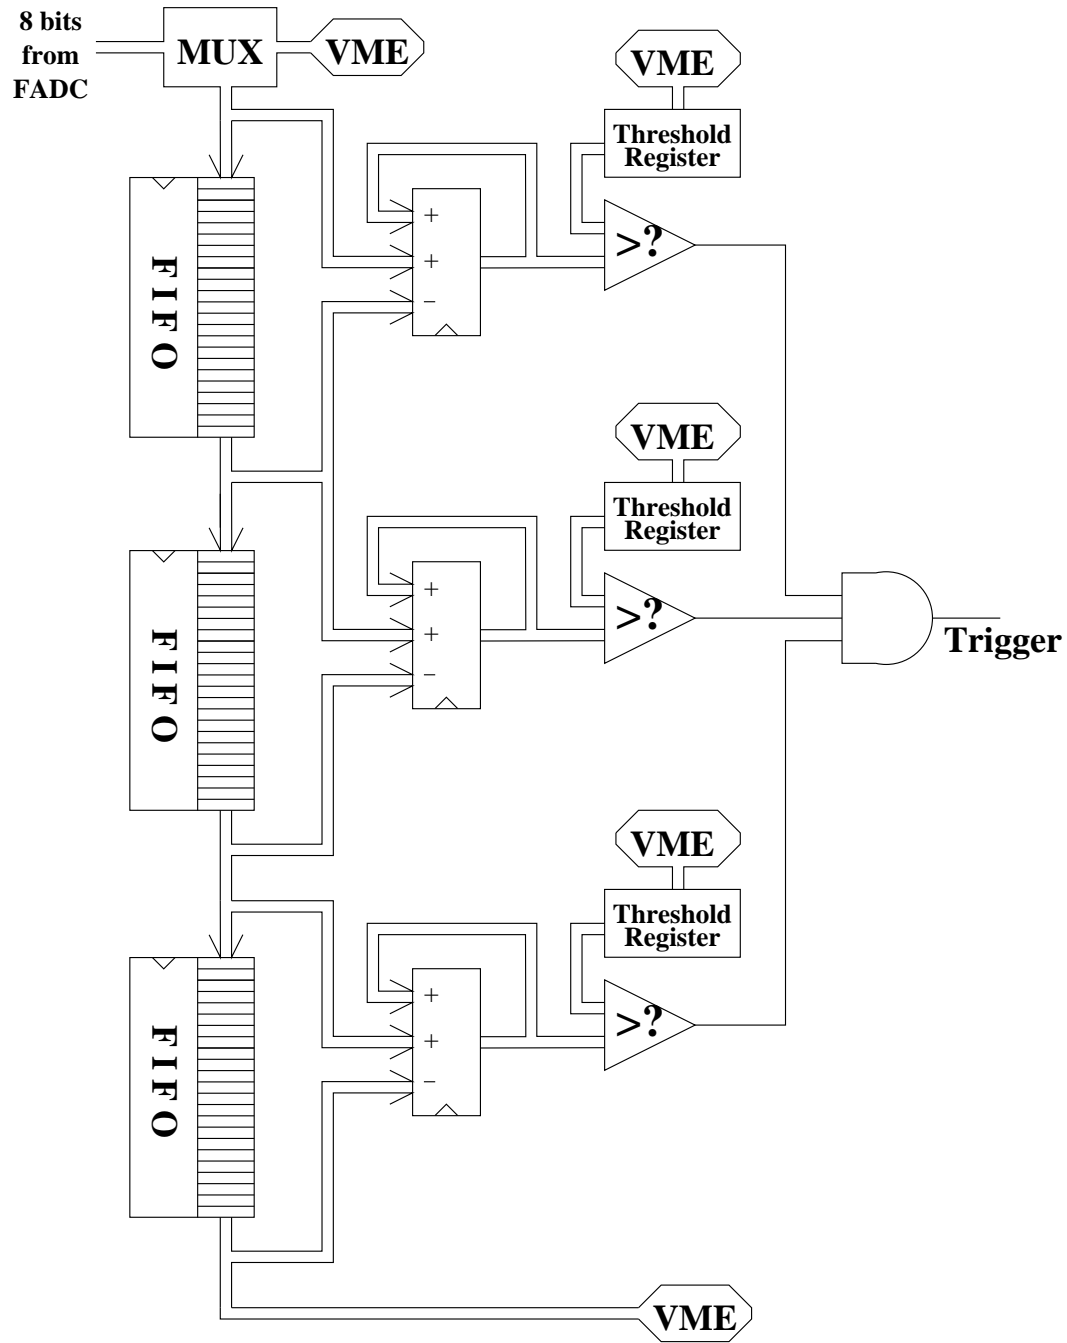 8 bits
from
FADC
MUX
VME
VME
Threshold
Register
FIFO
+
+
−
>?
VME
Threshold
Register
FIFO
+
+
−
>?
Trigger
VME
Threshold
Register
FIFO
+
+
−
>?
VME